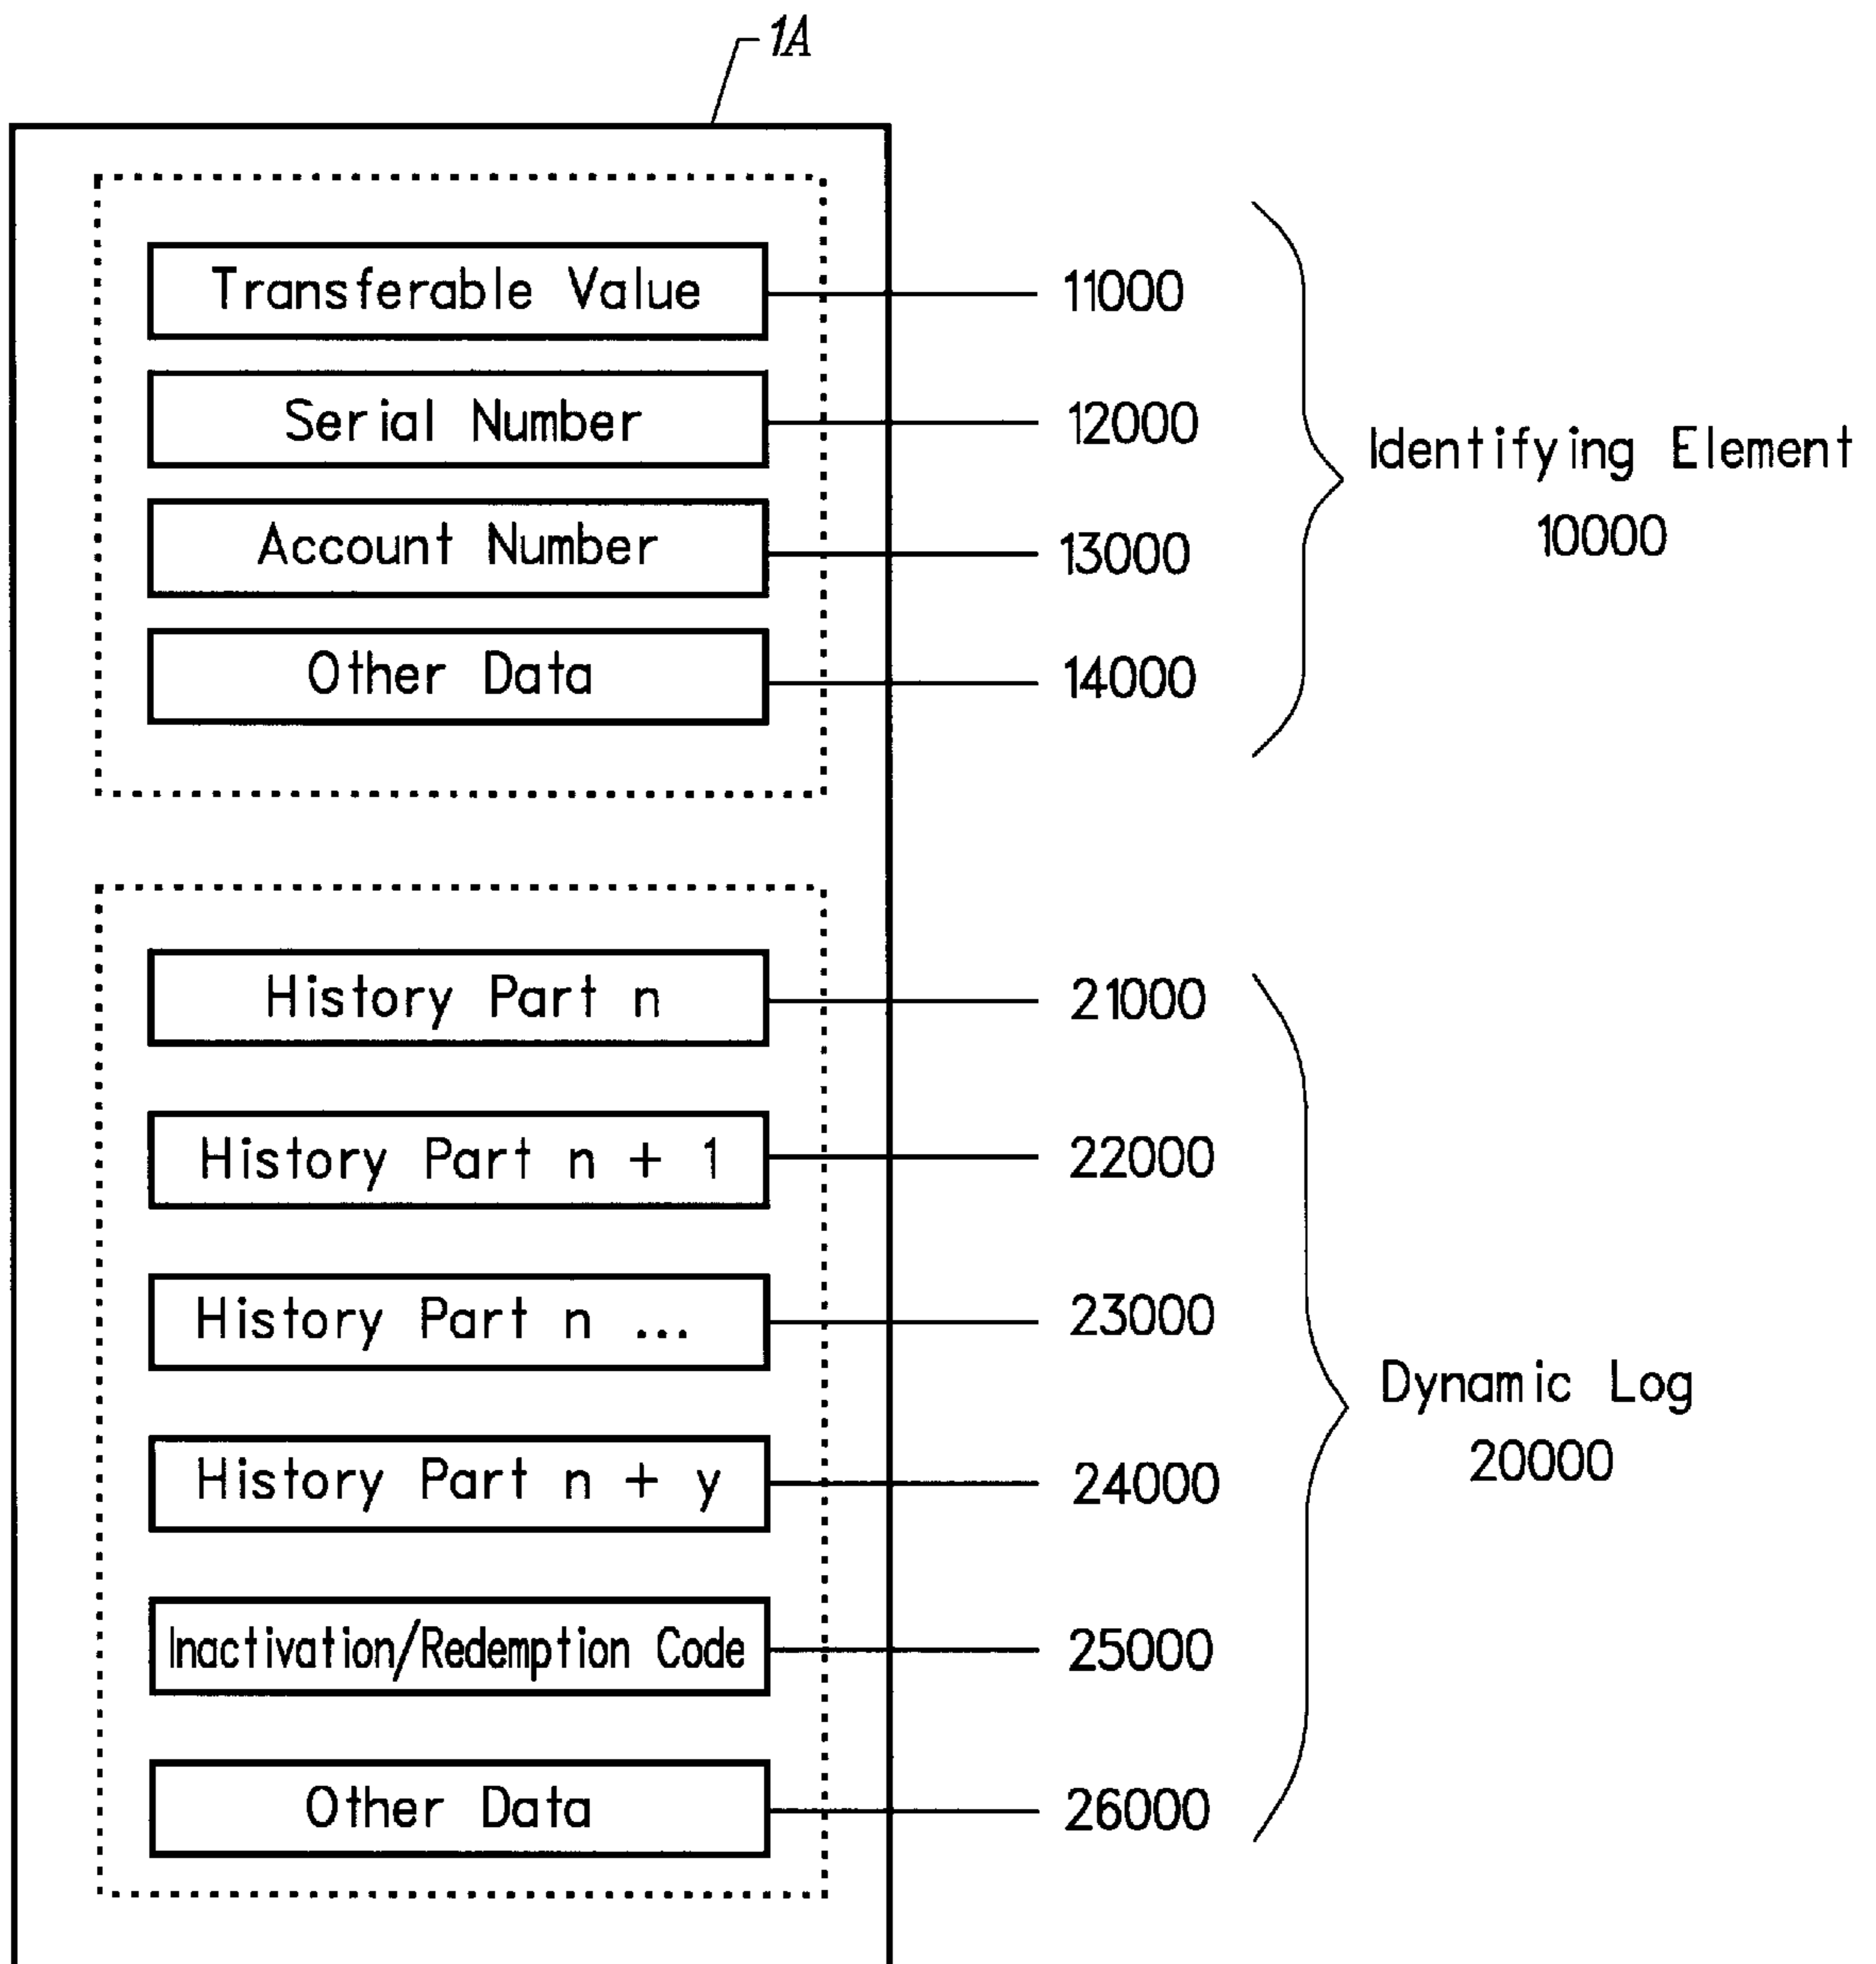 1A
Transferable Value 11000
Serial Number 12000
Account Number 13000
Other Data 14000
Identifying Element
10000
History Part n 21000
History Part n + 1 22000
History Part n ... 23000
History Part n + y 24000
Inactivation/Redemption Code 25000
Other Data 26000
Dynamic Log
20000